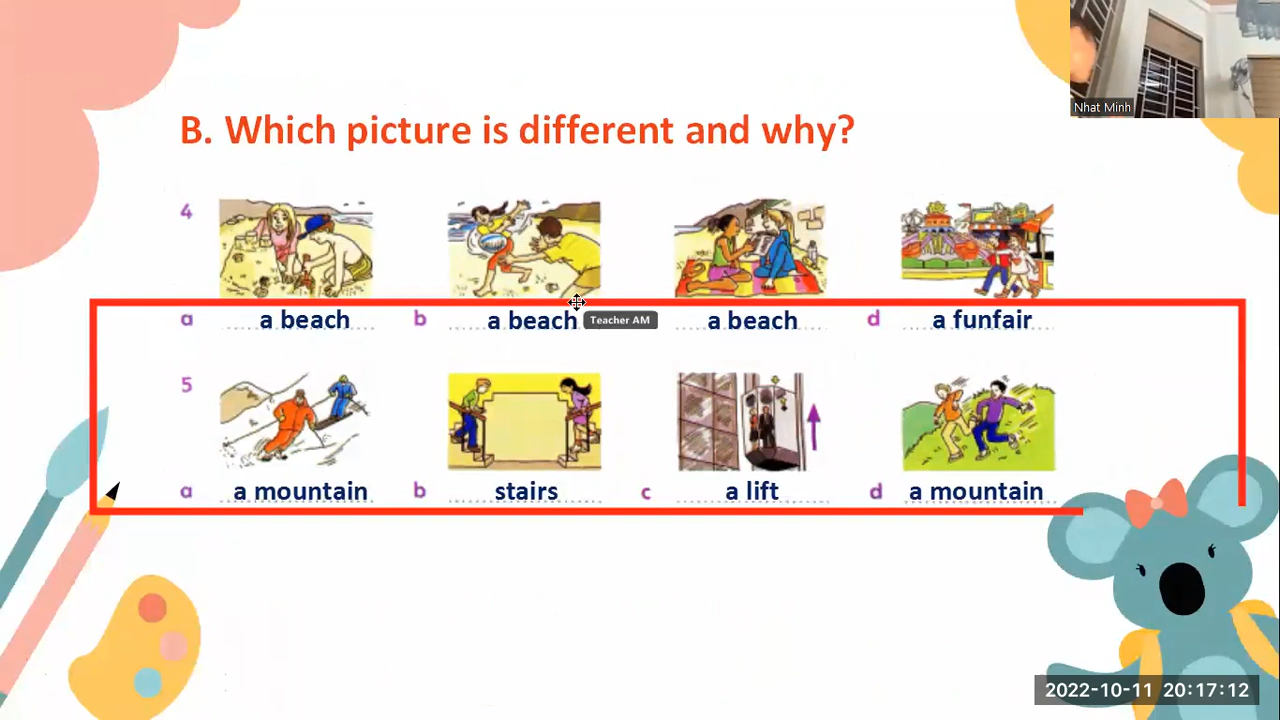 Nhat Minh
B. Which picture is different and why?
4
a a beach b a beach a beach d a funfair
Teacher AM
5
a a mountain b stairs c a lift d a mountain
2022-10-11 20:17:12